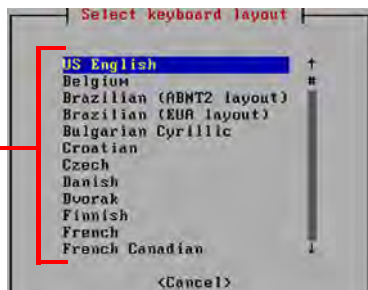 Select keyboard layout
US English
Belgium
Brazilian (ABNT2 layout)
Brazilian (EUA layout)
Bulgarian Cyrillic
Croatian
Czech
Danish
Dvorak
Finnish
French
French Canadian
<Cancel>